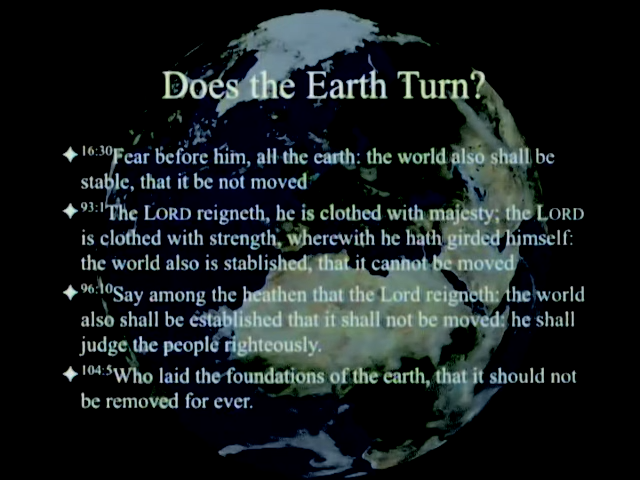 Does the Earth Turn?
16:30Fear before him, all the earth: the world also shall be
stable, that it be not moved
93:1The LORD reigneth, he is clothed with majesty; the LORD
is clothed with strength, wherewith he hath girded himself:
the world also is stablished, that it cannot be moved
96:10Say among the heathen that the Lord reigneth: the world
also shall be established that it shall not be moved: he shall
judge the people righteously.
104:5Who laid the foundations of the earth, that it should not
be removed for ever.